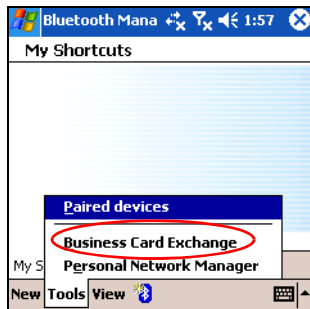 Bluetooth Mana 1:57
My Shortcuts
Paired devices
Business Card Exchange
My S Personal Network Manager
New Tools View